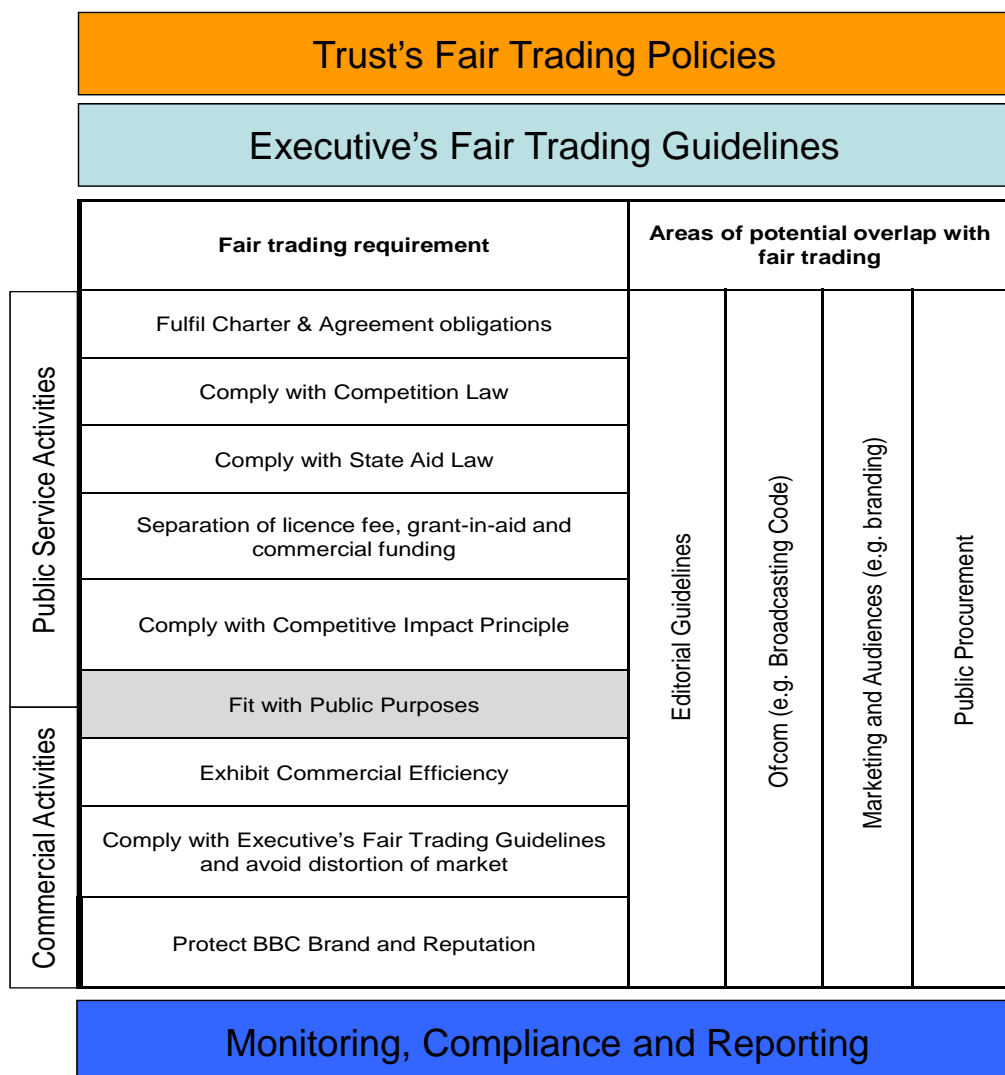 Trust’s Fair Trading Policies
Executive’s Fair Trading Guidelines
Fair trading requirement
Areas of potential overlap with
fair trading
Public Service Activities
Fulfil Charter & Agreement obligations
Comply with Competition Law
Comply with State Aid Law
Separation of licence fee, grant-in-aid and
commercial funding
Comply with Competitive Impact Principle
Fit with Public Purposes
Commercial Activities
Exhibit Commercial Efficiency
Comply with Executive’s Fair Trading Guidelines
and avoid distortion of market
Protect BBC Brand and Reputation
Editorial Guidelines
Ofcom (e.g. Broadcasting Code)
Marketing and Audiences (e.g. branding)
Public Procurement
Monitoring, Compliance and Reporting